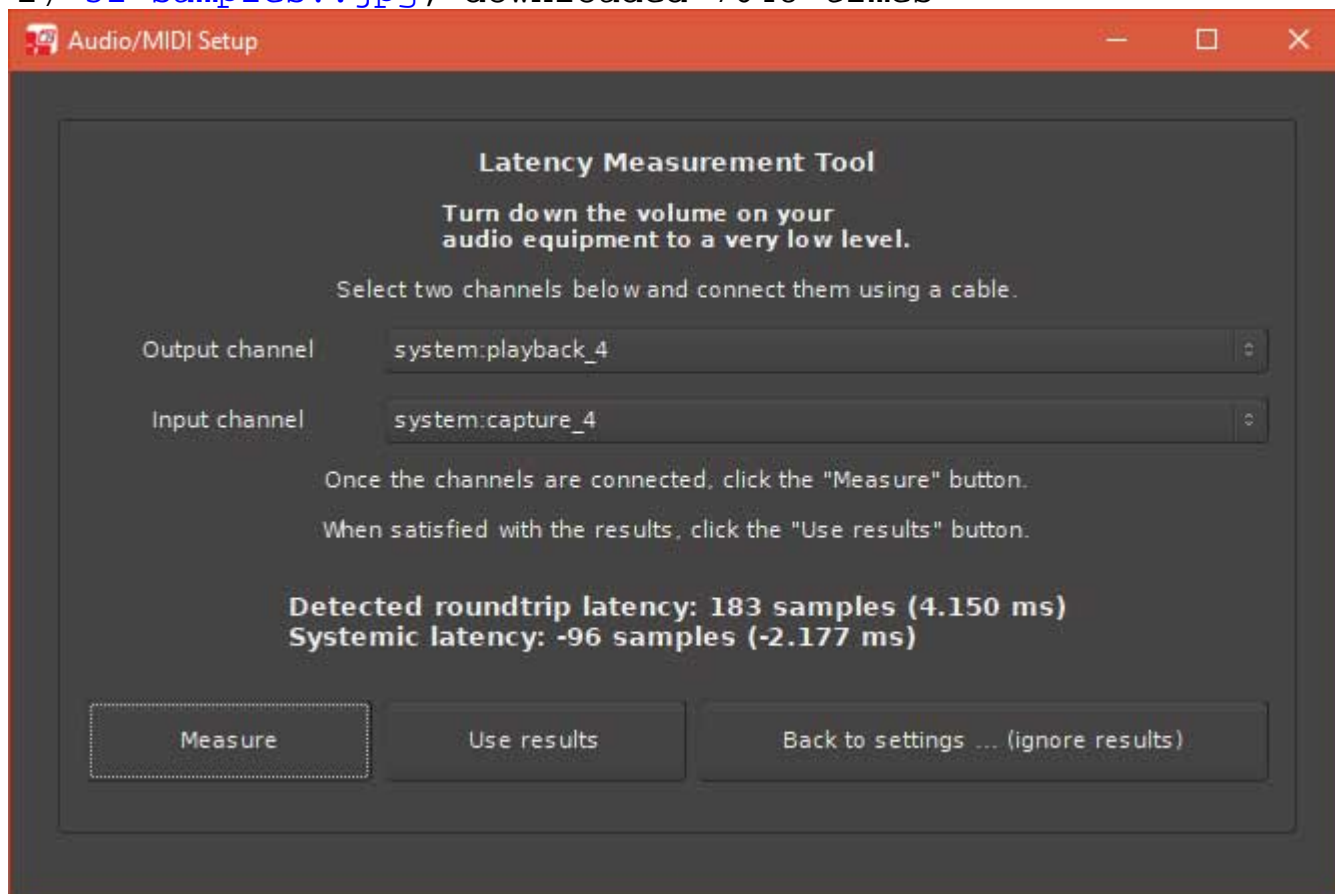 Audio/MIDI Setup
Latency Measurement Tool
Turn down the volume on your
audio equipment to a very low level.
Select two channels below and connect them using a cable.
Output channel system:playback_4
Input channel system:capture_4
Once the channels are connected, click the "Measure" button.
When satisfied with the results, click the "Use results" button.
Detected roundtrip latency: 183 samples (4.150 ms)
Systemic latency: -96 samples (-2.177 ms)
Measure Use results Back to settings ... (ignore results)